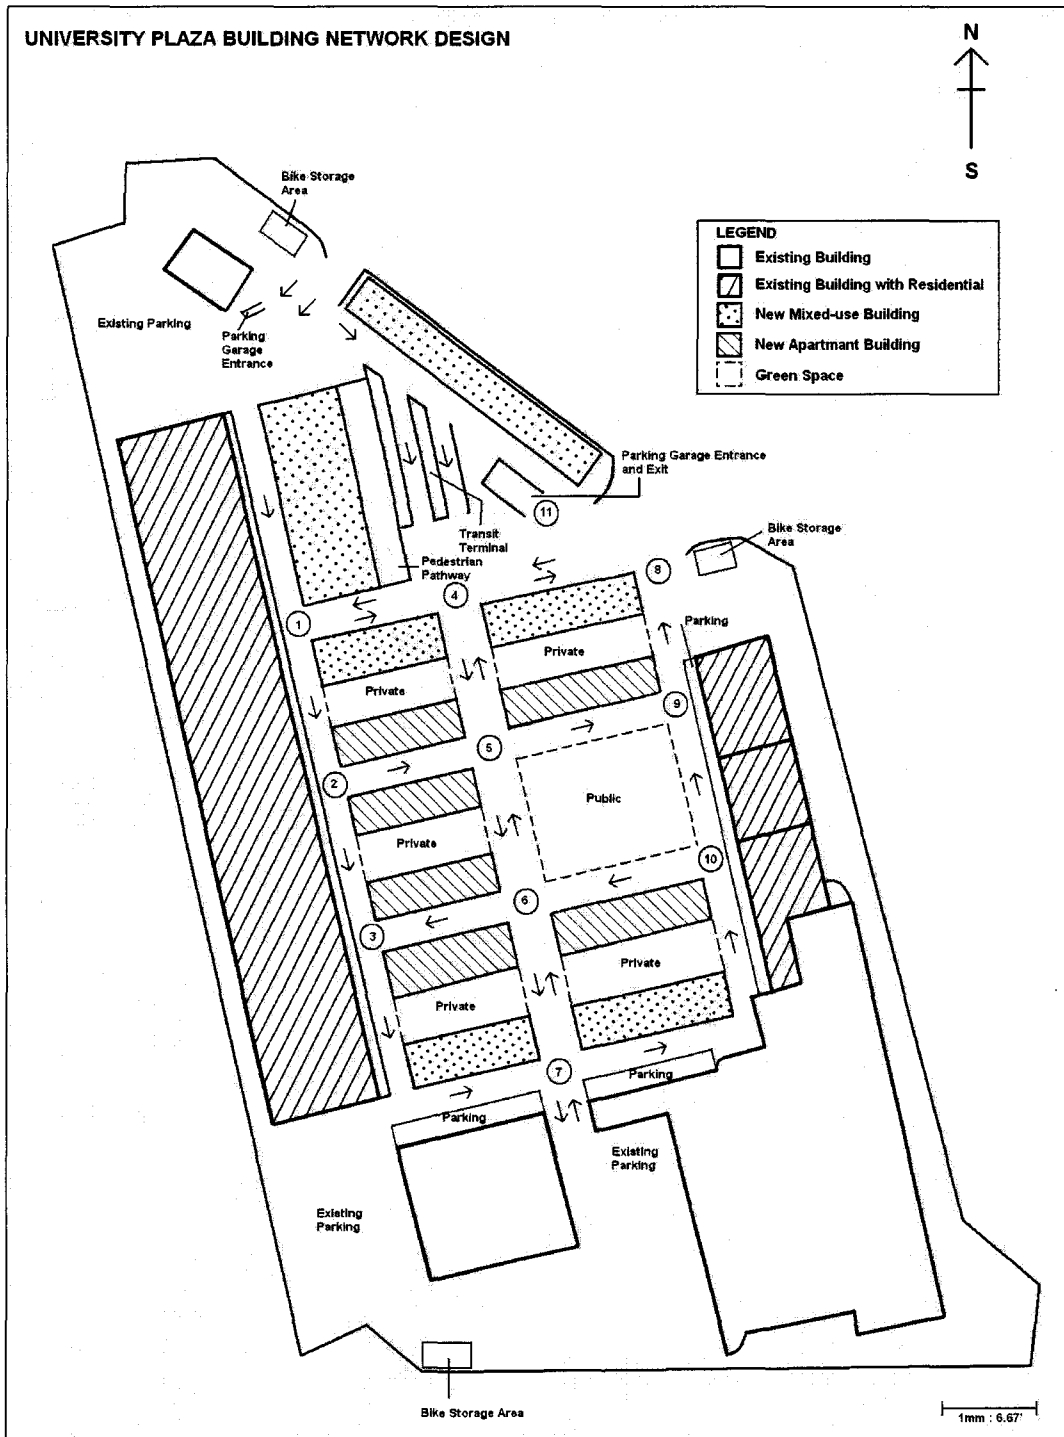 UNIVERSITY PLAZA BUILDING NETWORK DESIGN
N
S
Bike Storage
Area
LEGEND
Existing Building
Existing Building with Residential
New Mixed-use Building
New Apartmant Building
Green Space
Existing Parking
Parking
Garage
Entrance
Parking Garage Entrance
and Exit
11
Transit
Terminal
Pedestrian
Pathway
Bike Storage
Area
8
4
1
Parking
Private
Private
9
5
2
Public
Private
10
6
3
Private
Private
7
Parking
Parking
Existing
Parking
Existing
Parking
Bike Storage Area
1mm : 6.67'